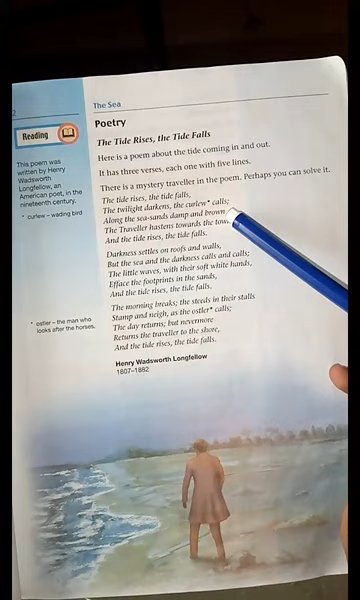 2
The Sea
Reading
This poem was
written by Henry
Wadsworth
Longfellow, an
American poet, in the
nineteenth century.
* curlew – wading bird
Poetry
The Tide Rises, the Tide Falls
Here is a poem about the tide coming in and out.
It has three verses, each one with five lines.
There is a mystery traveller in the poem. Perhaps you can solve it.
The tide rises, the tide falls,
The twilight darkens, the curlew* calls;
Along the sea-sands damp and brown
The Traveller hastens towards the
And the tide rises, the tide falls.
Darkness settles on roofs and walls,
But the sea and the darkness calls and calls;
The little waves, with their soft white hands,
Efface the footprints in the sands,
And the tide rises, the tide falls.
The morning breaks; the steeds in their stalls
Stamp and neigh, as the ostler* calls;
The day returns; but nevermore
Returns the traveller to the shore,
And the tide rises, the tide falls.
* ostler – the man who
looks after the horses.
Henry Wadsworth Longfellow
1807–1882